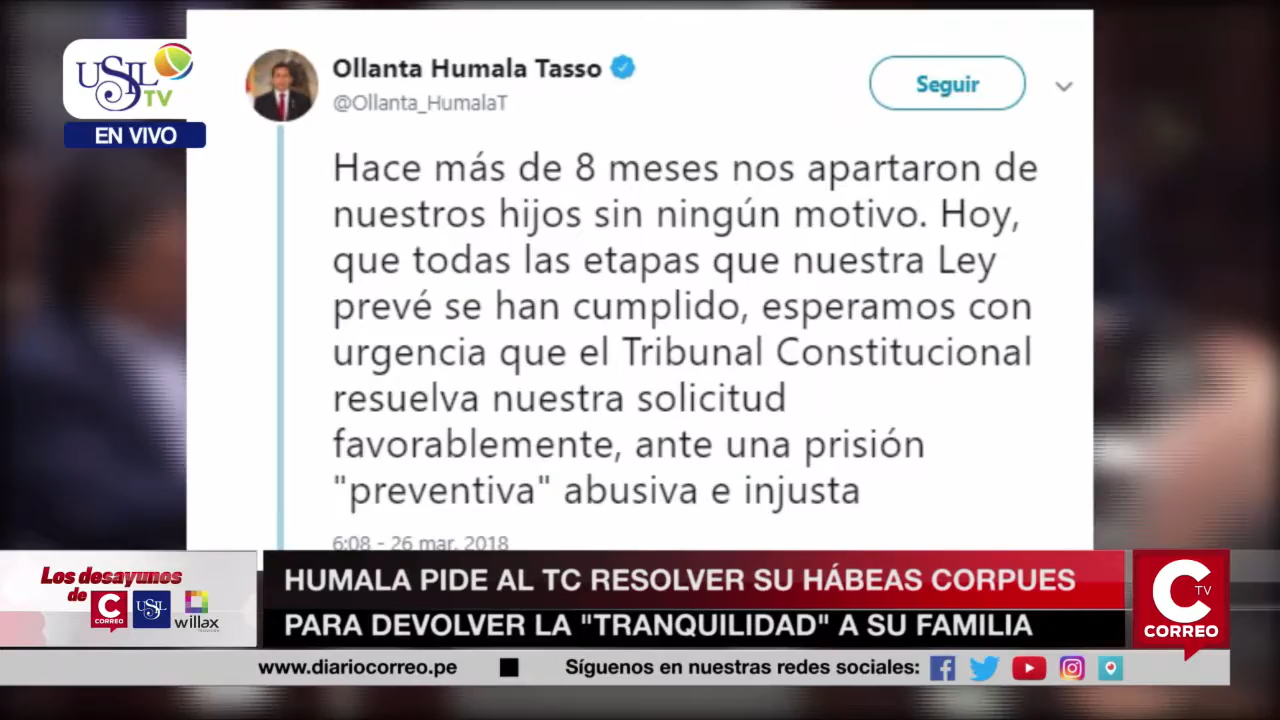 USIL
TV
EN VIVO
Ollanta Humala Tasso
@Ollanta_HumalaT
Seguir
Hace más de 8 meses nos apartaron de
nuestros hijos sin ningún motivo. Hoy,
que todas las etapas que nuestra Ley
prevé se han cumplido, esperamos con
urgencia que el Tribunal Constitucional
resuelva nuestra solicitud
favorablemente, ante una prisión
"preventiva" abusiva e injusta
6:08 - 26 mar. 2018
Los desayunos
de C CORREO USIL willax
HUMALA PIDE AL TC RESOLVER SU HÁBEAS CORPUES
PARA DEVOLVER LA "TRANQUILIDAD" A SU FAMILIA
C TV
CORREO
www.diariocorreo.pe Síguenos en nuestras redes sociales: